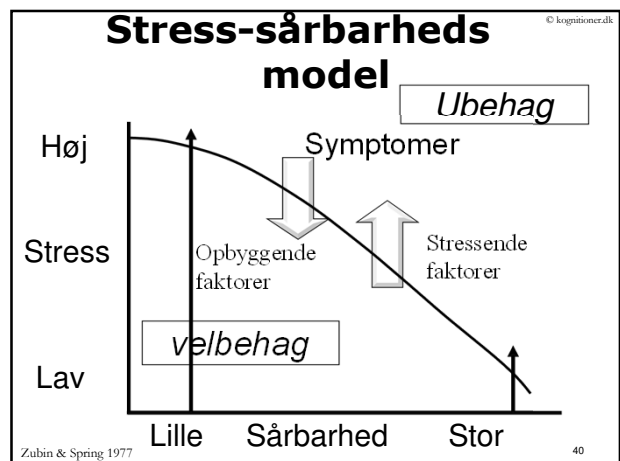 © kognitioner.dk
Stress-sårbarheds
model
Ubehag
Høj
Symptomer
Stress
Opbyggende
faktorer
Stressende
faktorer
velbehag
Lav
Lille Sårbarhed Stor
Zubin & Spring 1977
40